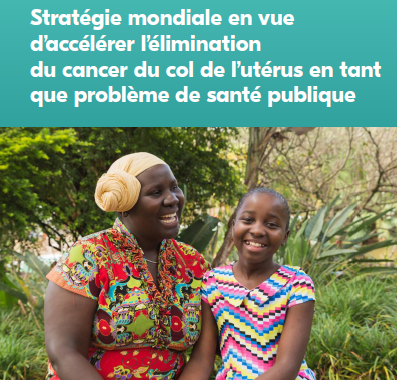 Stratégie mondiale en vue
d’accélérer l’élimination
du cancer du col de l’utérus en tant
que problème de santé publique